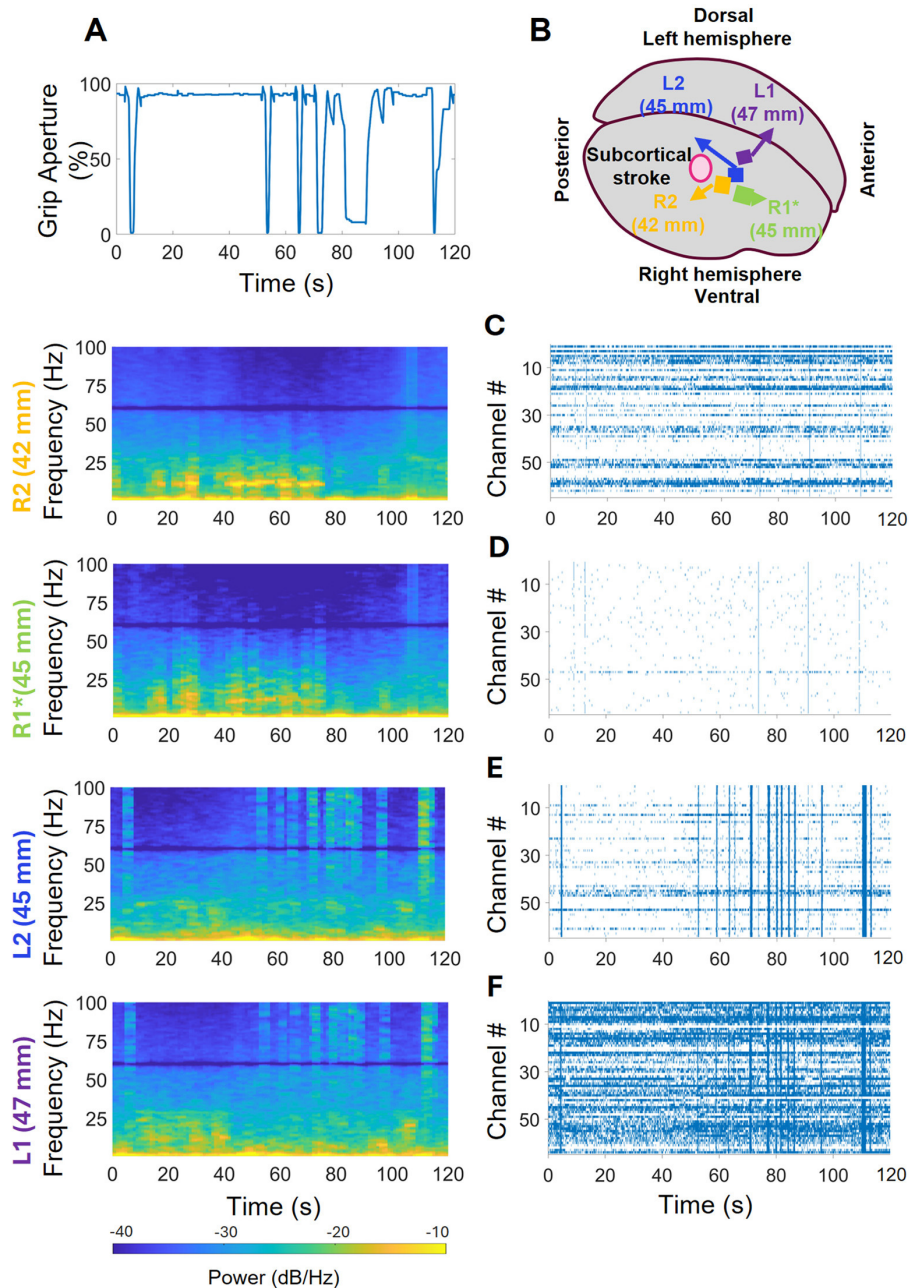 A
Grip Aperture
(%)
100
50
0
0 20 40 60 80 100 120
Time (s)
B
Dorsal
Left hemisphere
L2
(45 mm)
L1
(47 mm)
Posterior
Subcortical
stroke
Anterior
R2
(42 mm)
R1*
(45 mm)
Right hemisphere
Ventral
R2 (42 mm)
Frequency (Hz)
100
75
50
25
0 20 40 60 80 100 120
C
Channel #
10
30
50
0 20 40 60 80 100 120
R1*(45 mm)
Frequency (Hz)
100
75
50
25
0 20 40 60 80 100 120
D
Channel #
10
30
50
0 20 40 60 80 100 120
L2 (45 mm)
Frequency (Hz)
100
75
50
25
0 20 40 60 80 100 120
E
Channel #
10
30
50
0 20 40 60 80 100 120
L1 (47 mm)
Frequency (Hz)
100
75
50
25
0 20 40 60 80 100 120
Time (s)
F
Channel #
10
30
50
0 20 40 60 80 100 120
Time (s)
-40 -30 -20 -10
Power (dB/Hz)